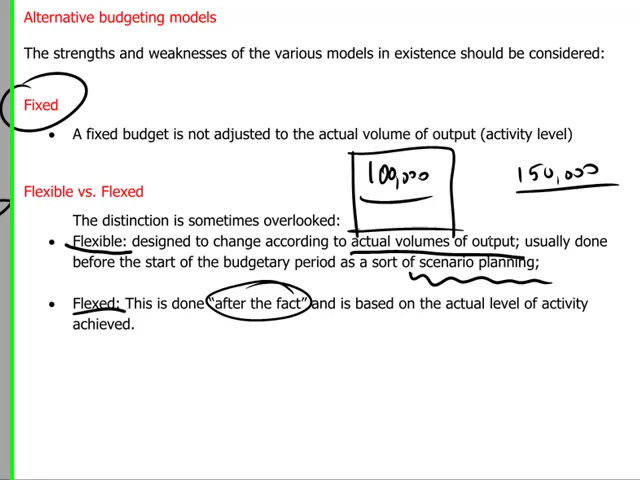 Alternative budgeting models
The strengths and weaknesses of the various models in existence should be considered:
Fixed
• A fixed budget is not adjusted to the actual volume of output (activity level)
100,000
150,000
Flexible vs. Flexed
The distinction is sometimes overlooked:
• Flexible: designed to change according to actual volumes of output; usually done
before the start of the budgetary period as a sort of scenario planning;
• Flexed: This is done "after the fact" and is based on the actual level of activity
achieved.